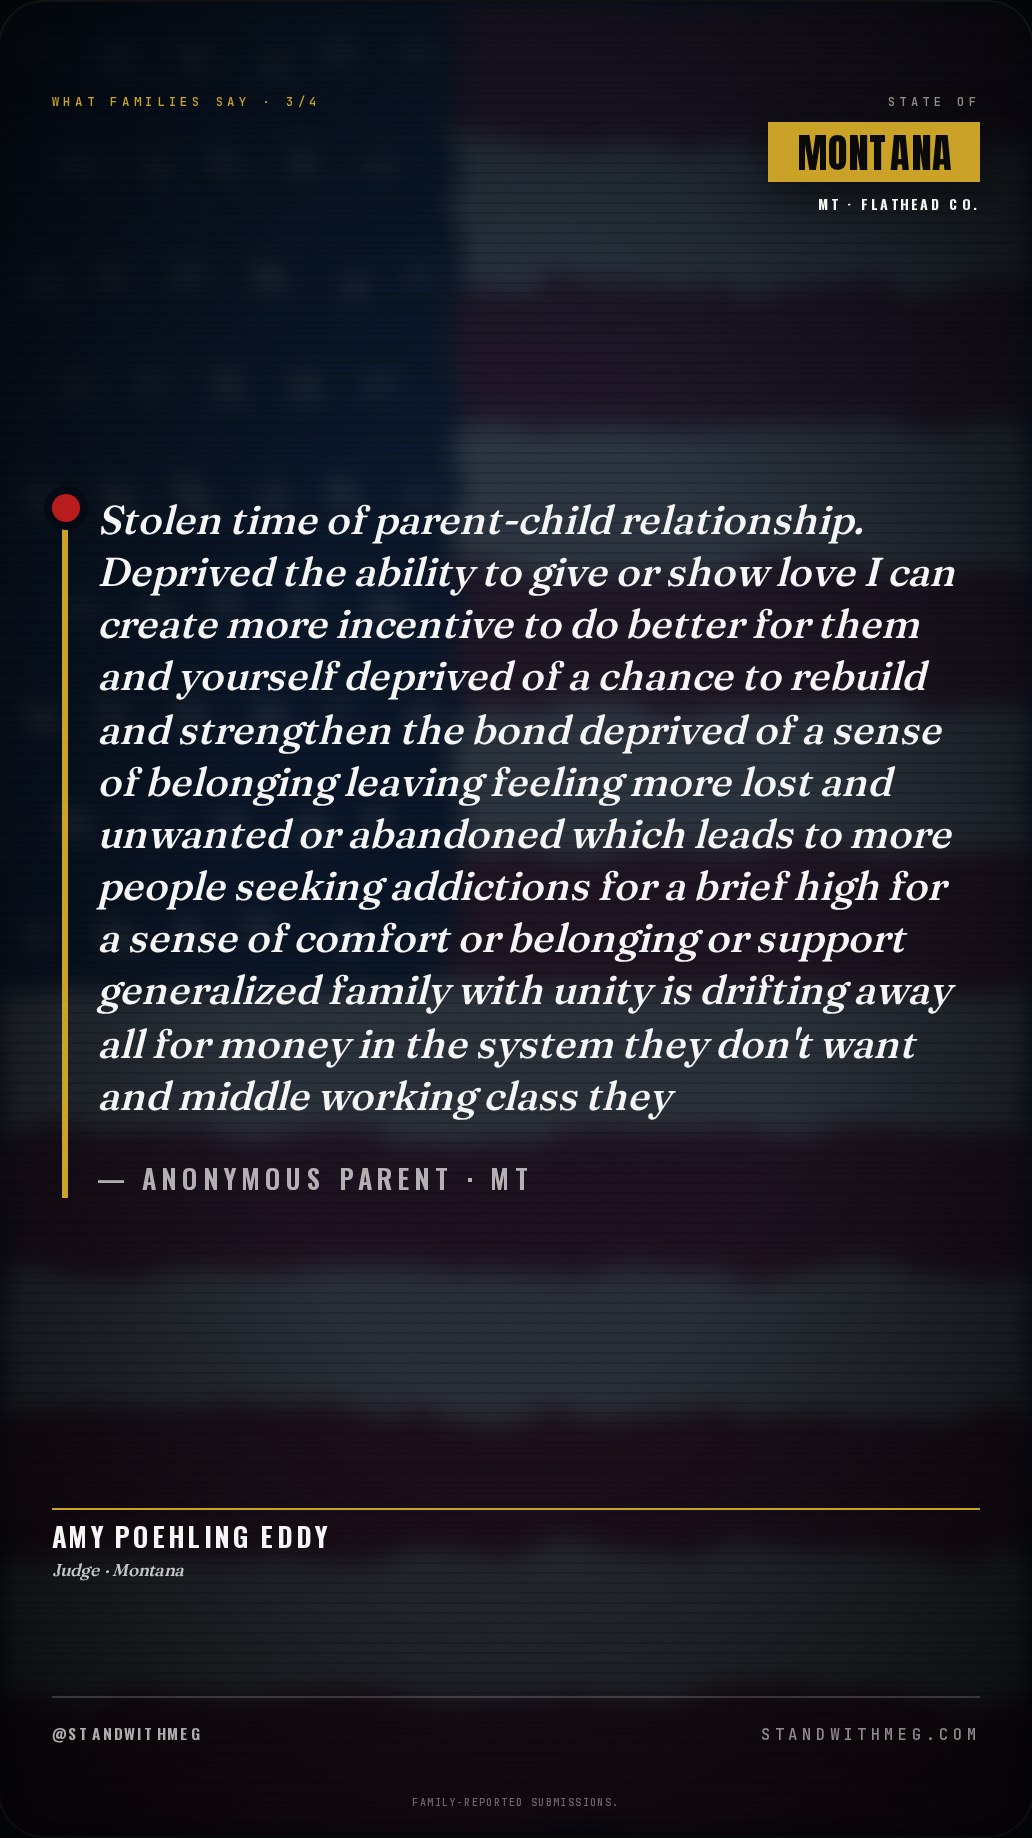 WHAT FAMILIES SAY · 3/4
STATE OF
MONTANA
MT · FLATHEAD CO.
Stolen time of parent-child relationship.
Deprived the ability to give or show love I can
create more incentive to do better for them
and yourself deprived of a chance to rebuild
and strengthen the bond deprived of a sense
of belonging leaving feeling more lost and
unwanted or abandoned which leads to more
people seeking addictions for a brief high for
a sense of comfort or belonging or support
generalized family with unity is drifting away
all for money in the system they don't want
and middle working class they
— ANONYMOUS PARENT · MT
AMY POEHLING EDDY
Judge · Montana
@STANDWITHMEG
STANDWITHMEG.COM
FAMILY-REPORTED SUBMISSIONS.